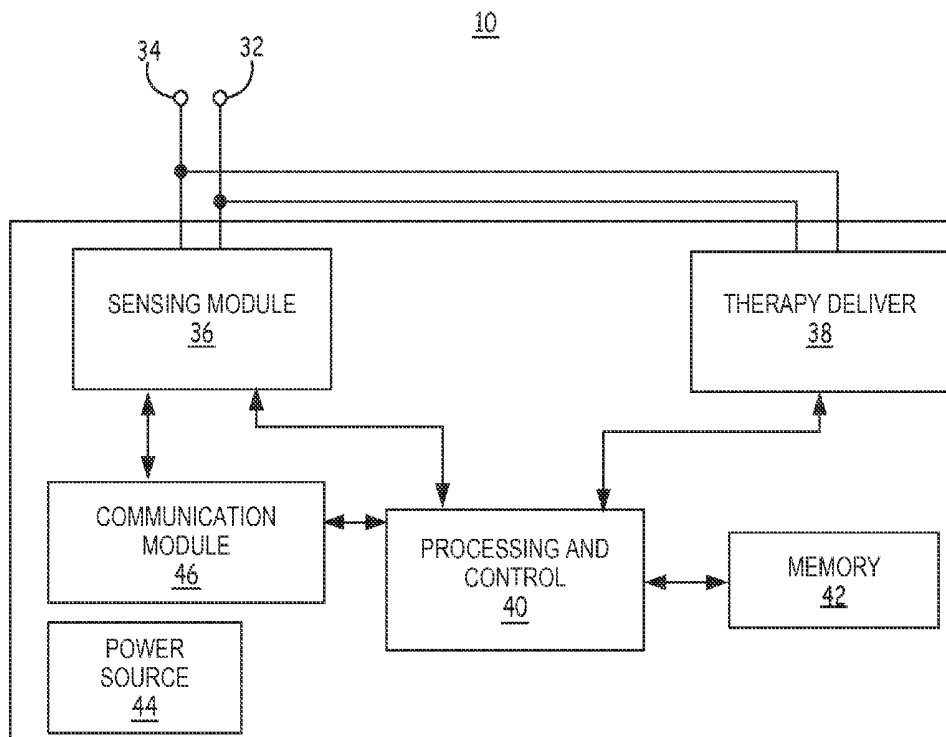 10
34
32
SENSING MODULE
36
THERAPY DELIVER
38
COMMUNICATION
MODULE
46
PROCESSING AND
CONTROL
40
MEMORY
42
POWER
SOURCE
44